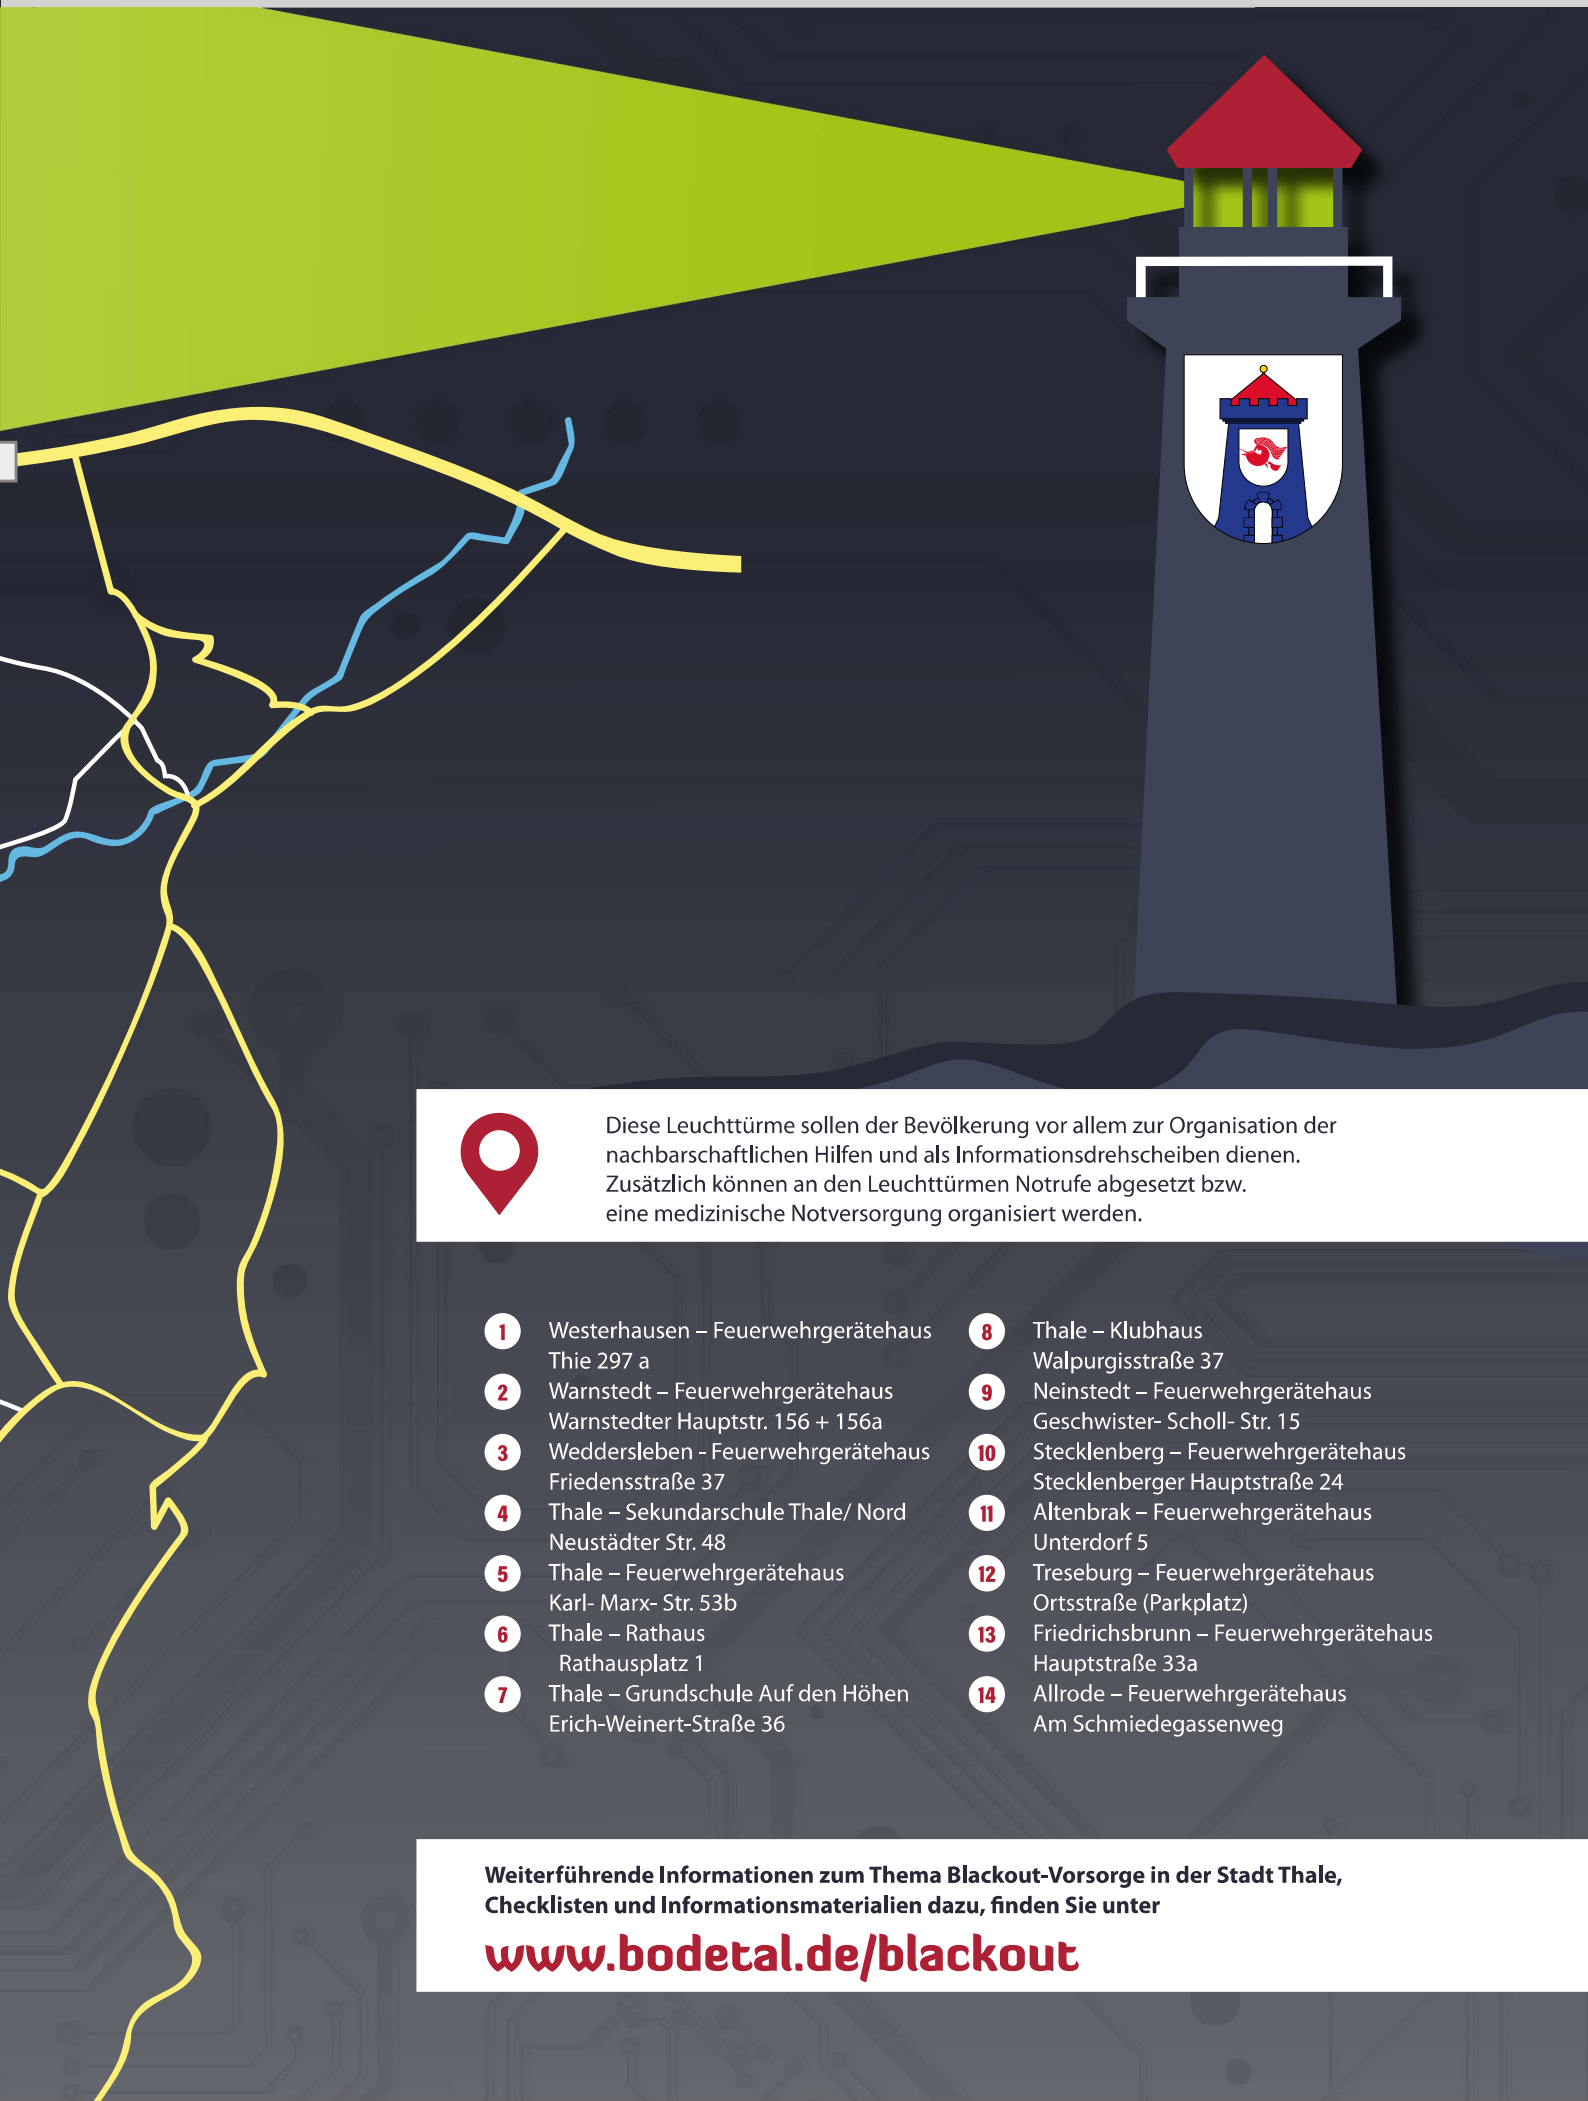 Diese Leuchttürme sollen der Bevölkerung vor allem zur Organisation der
nachbarschaftlichen Hilfen und als Informationsdrehscheiben dienen.
Zusätzlich können an den Leuchttürmen Notrufe abgesetzt bzw.
eine medizinische Notversorgung organisiert werden.
1 Westerhausen – Feuerwehrgerätehaus
Thie 297 a
2 Warnstedt – Feuerwehrgerätehaus
Warnstedter Hauptstr. 156 + 156a
3 Weddersleben - Feuerwehrgerätehaus
Friedensstraße 37
4 Thale – Sekundarschule Thale/ Nord
Neustädter Str. 48
5 Thale – Feuerwehrgerätehaus
Karl- Marx- Str. 53b
6 Thale – Rathaus
Rathausplatz 1
7 Thale – Grundschule Auf den Höhen
Erich-Weinert-Straße 36
8 Thale – Klubhaus
Walpurgisstraße 37
9 Neinstedt – Feuerwehrgerätehaus
Geschwister- Scholl- Str. 15
10 Stecklenberg – Feuerwehrgerätehaus
Stecklenberger Hauptstraße 24
11 Altenbrak – Feuerwehrgerätehaus
Unterdorf 5
12 Treseburg – Feuerwehrgerätehaus
Ortsstraße (Parkplatz)
13 Friedrichsbrunn – Feuerwehrgerätehaus
Hauptstraße 33a
14 Allrode – Feuerwehrgerätehaus
Am Schmiedegassenweg
Weiterführende Informationen zum Thema Blackout-Vorsorge in der Stadt Thale,
Checklisten und Informationsmaterialien dazu, finden Sie unter
www.bodetal.de/blackout